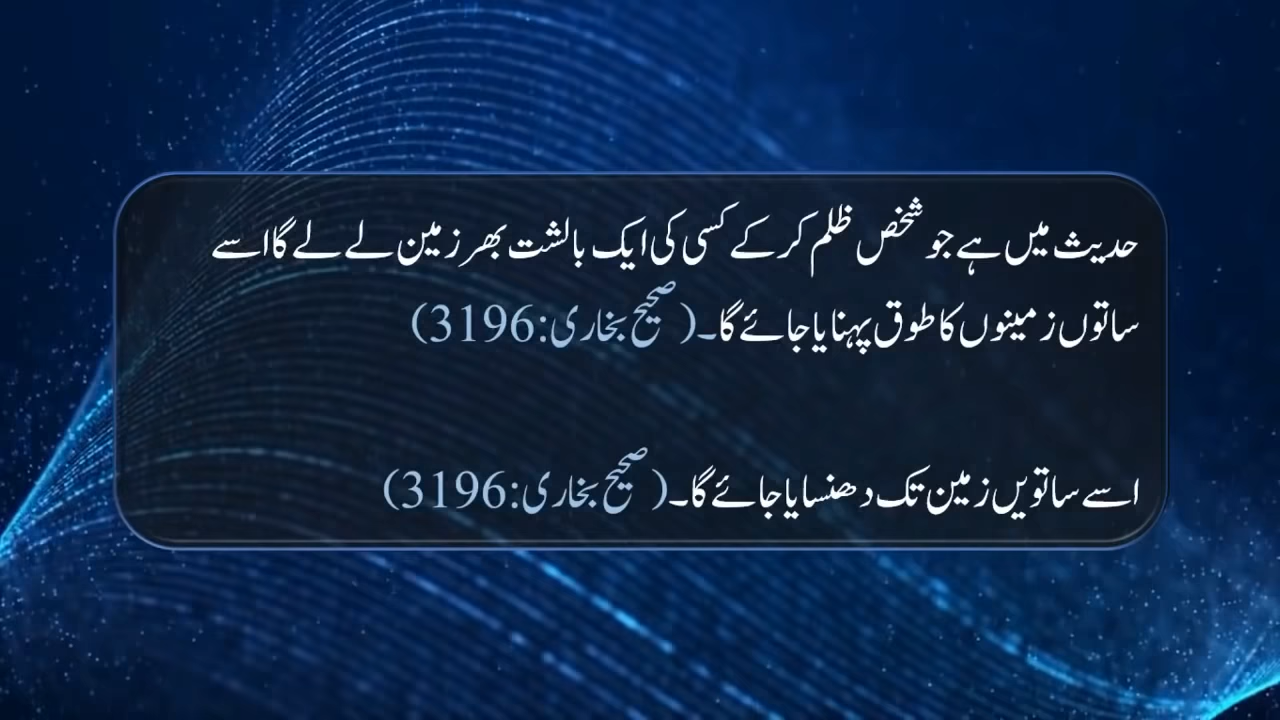 حدیث میں ہے جو شخص ظلم کر کے کسی کی ایک بالشت بھر زمین لے لے گا اسے
ساتوں زمینوں کا طوق پہنایا جائے گا۔ (صحیح بخاری: 3196)
اسے ساتویں زمین تک دھنسایا جائے گا۔ (صحیح بخاری: 3196)